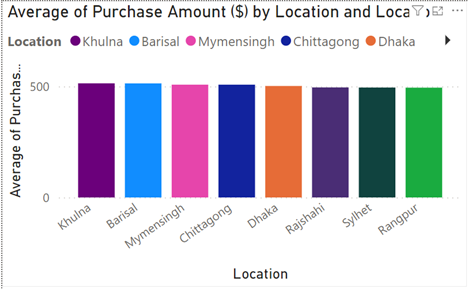 Average of Purchase Amount ($) by Location and Locatio
Location Khulna Barisal Mymensingh Chittagong Dhaka
Average of Purchas...
500
0
Khulna Barisal Mymensingh Chittagong Dhaka Rajshahi Sylhet Rangpur
Location